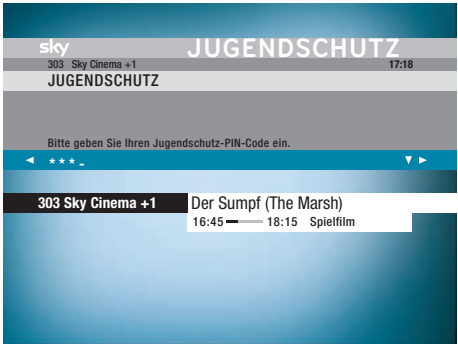 sky JUGENDSCHUTZ
303 Sky Cinema +1 17:18
JUGENDSCHUTZ
Bitte geben Sie Ihren Jugendschutz-PIN-Code ein.
◄ * * * _ ▼ ►
303 Sky Cinema +1 Der Sumpf (The Marsh)
16:45 18:15 Spielfilm